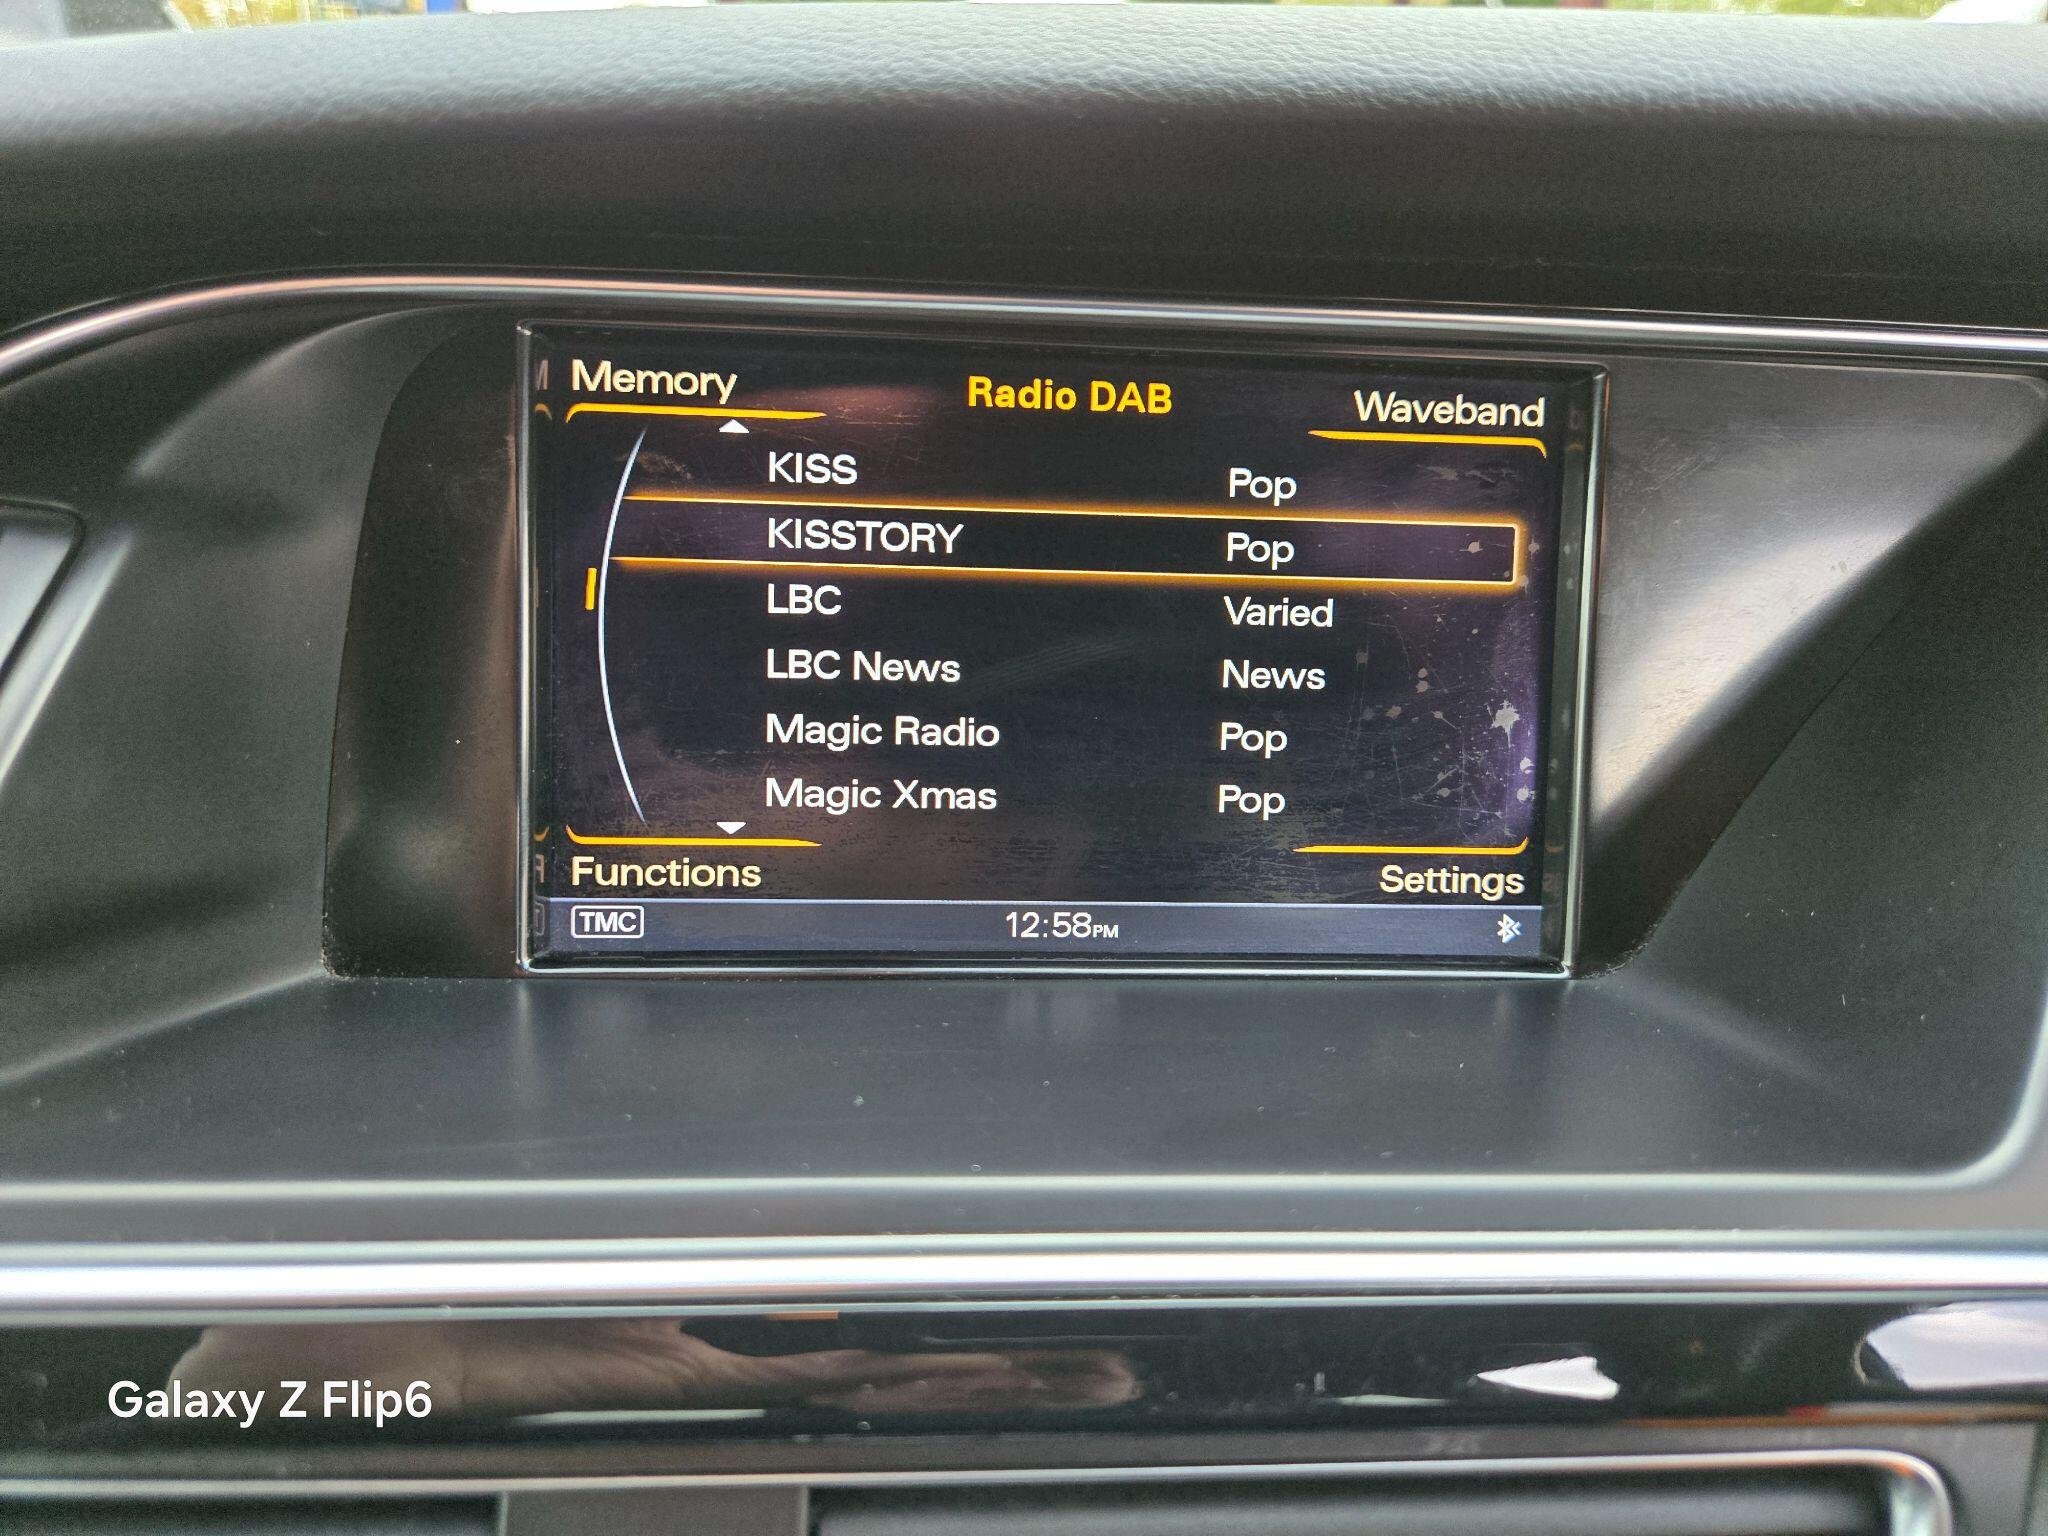 Memory
Radio DAB
Waveband
KISS Pop
KISSTORY Pop
LBC Varied
LBC News News
Magic Radio Pop
Magic Xmas Pop
Functions
Settings
TMC
12:58PM
Galaxy Z Flip6